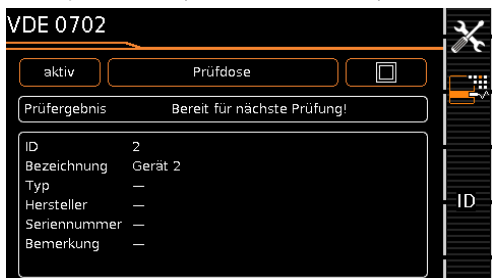 VDE 0702
aktiv Prüfdose
Prüfergebnis Bereit für nächste Prüfung!
ID 2
Bezeichnung Gerät 2
Typ —
Hersteller —
Seriennummer —
Bemerkung —
ID